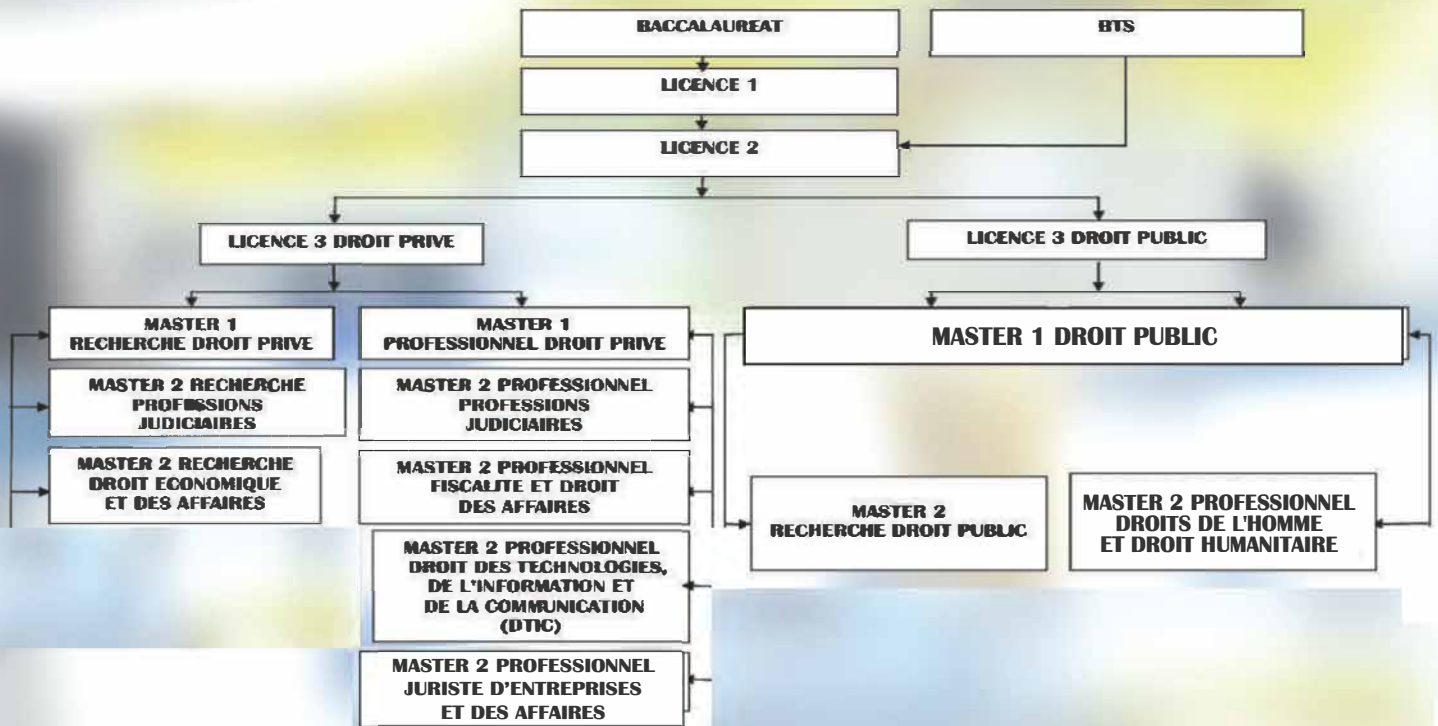 BACCALAUREAT
BTS
LICENCE 1
LICENCE 2
LICENCE 3 DROIT PRIVE
LICENCE 3 DROIT PUBLIC
MASTER 1
RECHERCHE DROIT PRIVE
MASTER 1
PROFESSIONNEL DROIT PRIVE
MASTER 1 DROIT PUBLIC
MASTER 2 RECHERCHE
PROFESSIONS
JUDICIAIRES
MASTER 2 PROFESSIONNEL
PROFESSIONS
JUDICIAIRES
MASTER 2 RECHERCHE
DROIT ECONOMIQUE
ET DES AFFAIRES
MASTER 2 PROFESSIONNEL
FISCALITE ET DROIT
DES AFFAIRES
MASTER 2
RECHERCHE DROIT PUBLIC
MASTER 2 PROFESSIONNEL
DROITS DE L'HOMME
ET DROIT HUMANITAIRE
MASTER 2 PROFESSIONNEL
DROIT DES TECHNOLOGIES,
DE L'INFORMATION ET
DE LA COMMUNICATION
(DTIC)
MASTER 2 PROFESSIONNEL
JURISTE D'ENTREPRISES
ET DES AFFAIRES